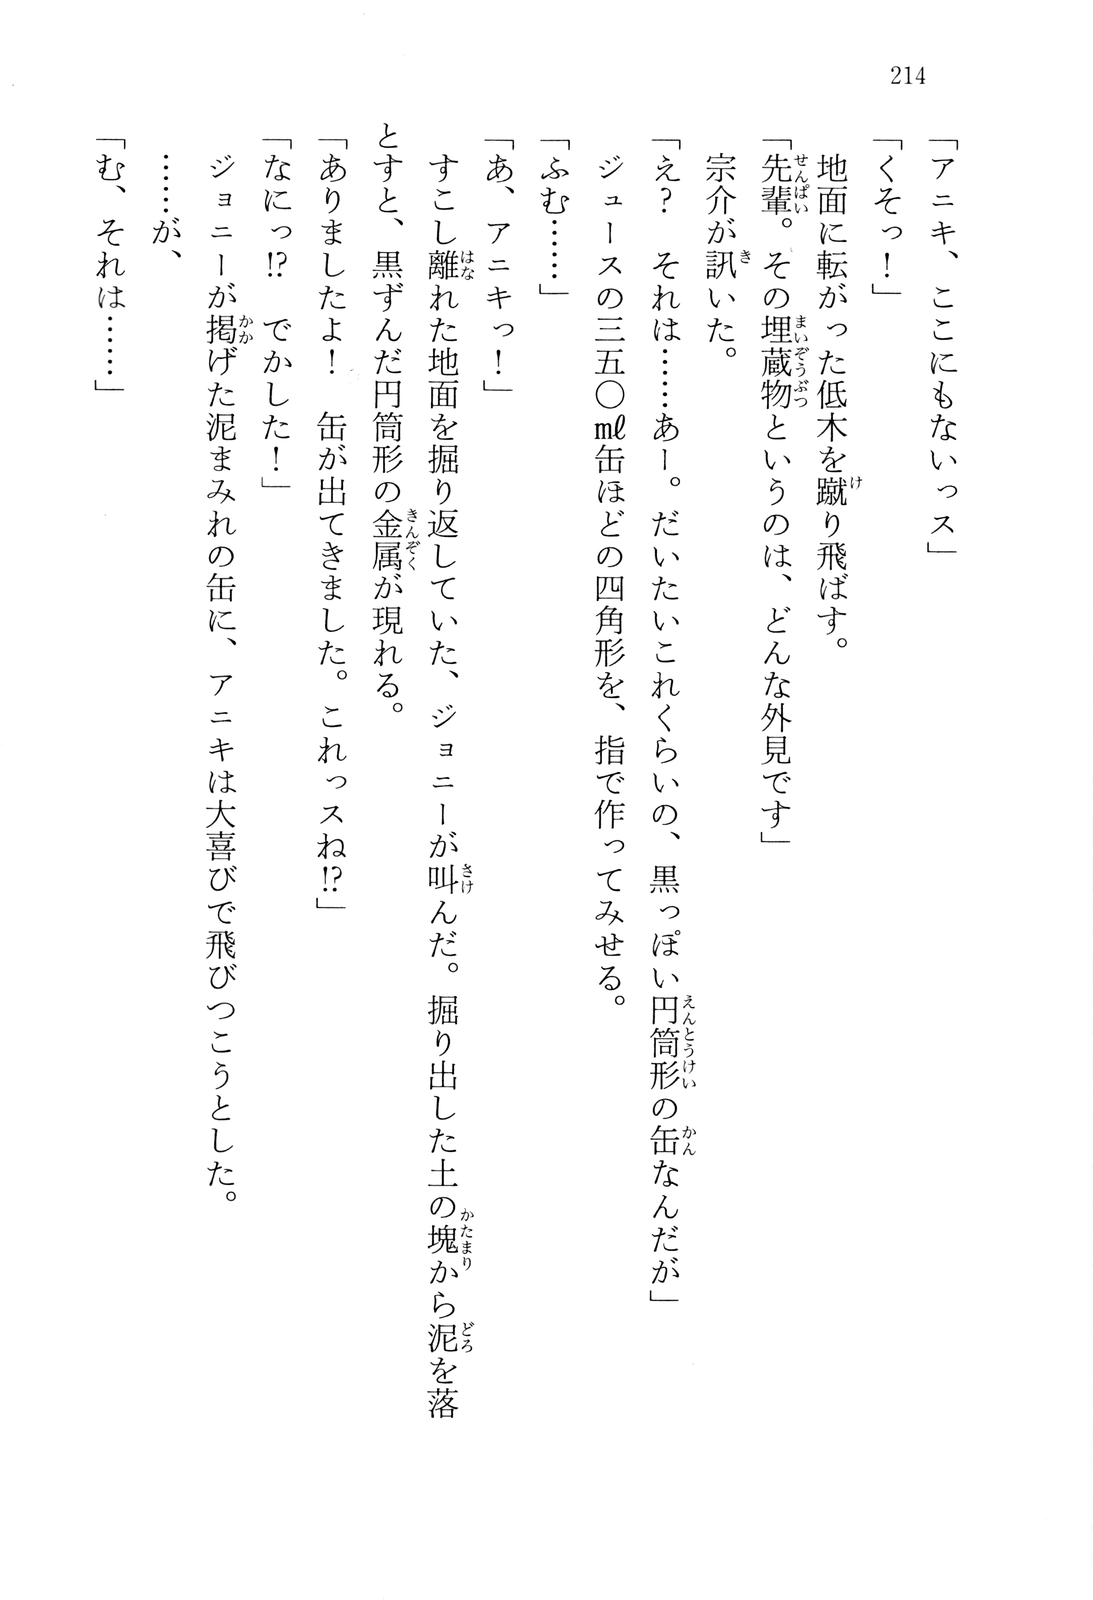 214
「アニキ、ここにもないっス」
「くそっ！」
地面に転がった低木を蹴り飛ばす。
「先輩。その埋蔵物というのは、どんな外見です」
宗介が訊いた。
「え？　それは……あー。だいたいこれくらいの、黒っぽい円筒形の缶なんだが」
ジュースの三五〇㎖缶ほどの四角形を、指で作ってみせる。
「ふむ……」
「あ、アニキっ！」
すこし離れた地面を掘り返していた、ジョニーが叫んだ。掘り出した土の塊から泥を落
とすと、黒ずんだ円筒形の金属が現れる。
「ありましたよ！　缶が出てきました。これっスね!?」
「なにっ!?　でかした！」
ジョニーが掲げた泥まみれの缶に、アニキは大喜びで飛びつこうとした。
……が、
「む、それは……」